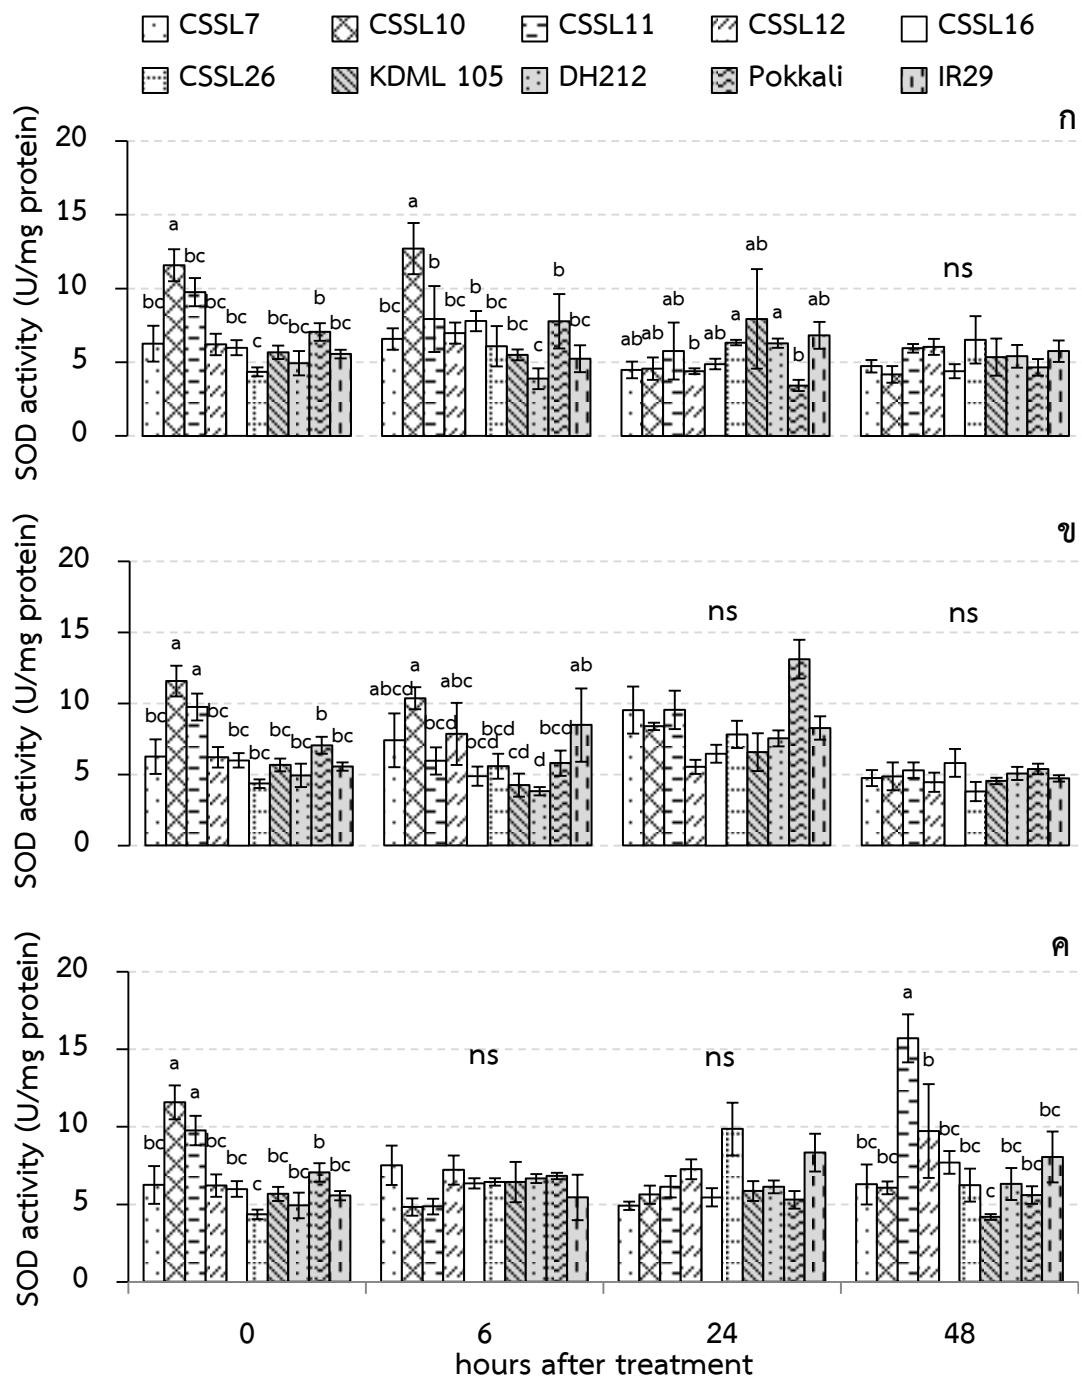 CSSL7 CSSL10 CSSL11 CSSL12 CSSL16
CSSL26 KDML 105 DH212 Pokkali IR29
ก
SOD activity (U/mg protein)
20
15
10
5
0
bc a bc bc bc c bc bc b bc
bc a b bc b bc bc c b bc
ab ab ab b ab a ab a b ab
ns
ข
SOD activity (U/mg protein)
20
15
10
5
0
bc a a bc bc bc bc bc b bc
abcd a bcd abc bcd bcd cd d bcd ab
ns
ns
ค
SOD activity (U/mg protein)
20
15
10
5
0
bc a a bc bc c bc bc b bc
ns
ns
bc bc a b bc bc c bc bc bc
0 6 24 48
hours after treatment